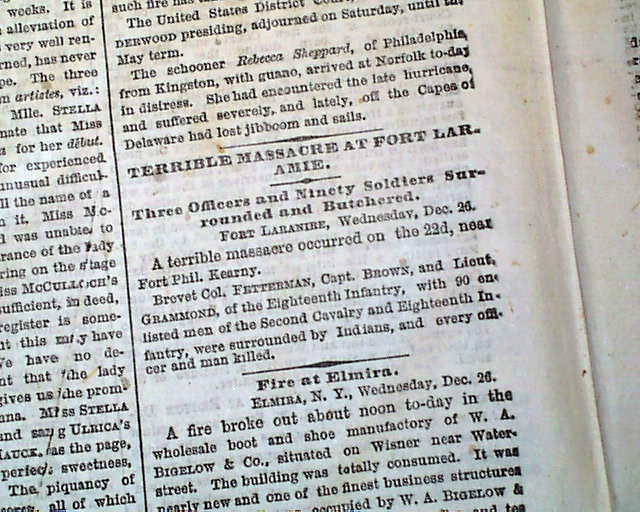 weeks. It is
alleviation of
very well ren-
rned, has never
pe. The three
artistes, viz.:
Mlle. STELLA
nate that Miss
for her début.
for experienced
unusual difficul-
ll the name of a
it. Miss MC-
was unable to
rance of the lady
ring on the stage
iss MCCULLOCH'S
sufficient, in deed,
register is some-
t this may have
We have no de-
nt that the lady
gives us the prom-
ana. Miss STELLA
and sang ULRICA'S
MAUCK, as the page,
perfect sweetness,
The piquancy of
all of which
such fire has
The United States District Court,
DERWOOD presiding, adjourned on Saturday, until the
May term.
The schooner Rebecca Sheppard, of Philadelphia,
from Kingston, with guano, arrived at Norfolk to-day
in distress. She had encountered the late hurricane,
and suffered severely, and lately, off the Capes of
Delaware had lost jibboom and sails.
TERRIBLE MASSACRE AT FORT LAR-
AMIE.
Three Officers and Ninety Soldiers Sur-
rounded and Butchered.
FORT LARANIRE, Wednesday, Dec. 26.
A terrible massacre occurred on the 22d, near
Fort Phil. Kearny.
Brevet Col. FETTERMAN, Capt. BROWN, and Lieut.
GRAMMOND, of the Eighteenth Infantry, with 90 en-
listed men of the Second Cavalry and Eighteenth In-
fantry, were surrounded by Indians, and every offi-
cer and man killed.
Fire at Elmira.
ELMIRA, N. Y., Wednesday, Dec. 26.
A fire broke out about noon to-day in the
wholesale boot and shoe manufactory of W. A.
BIGELOW & Co., situated on Wisner near Water-
street. The building was totally consumed. It was
nearly new and one of the finest business structures
occupied by W. A. BIGELOW &